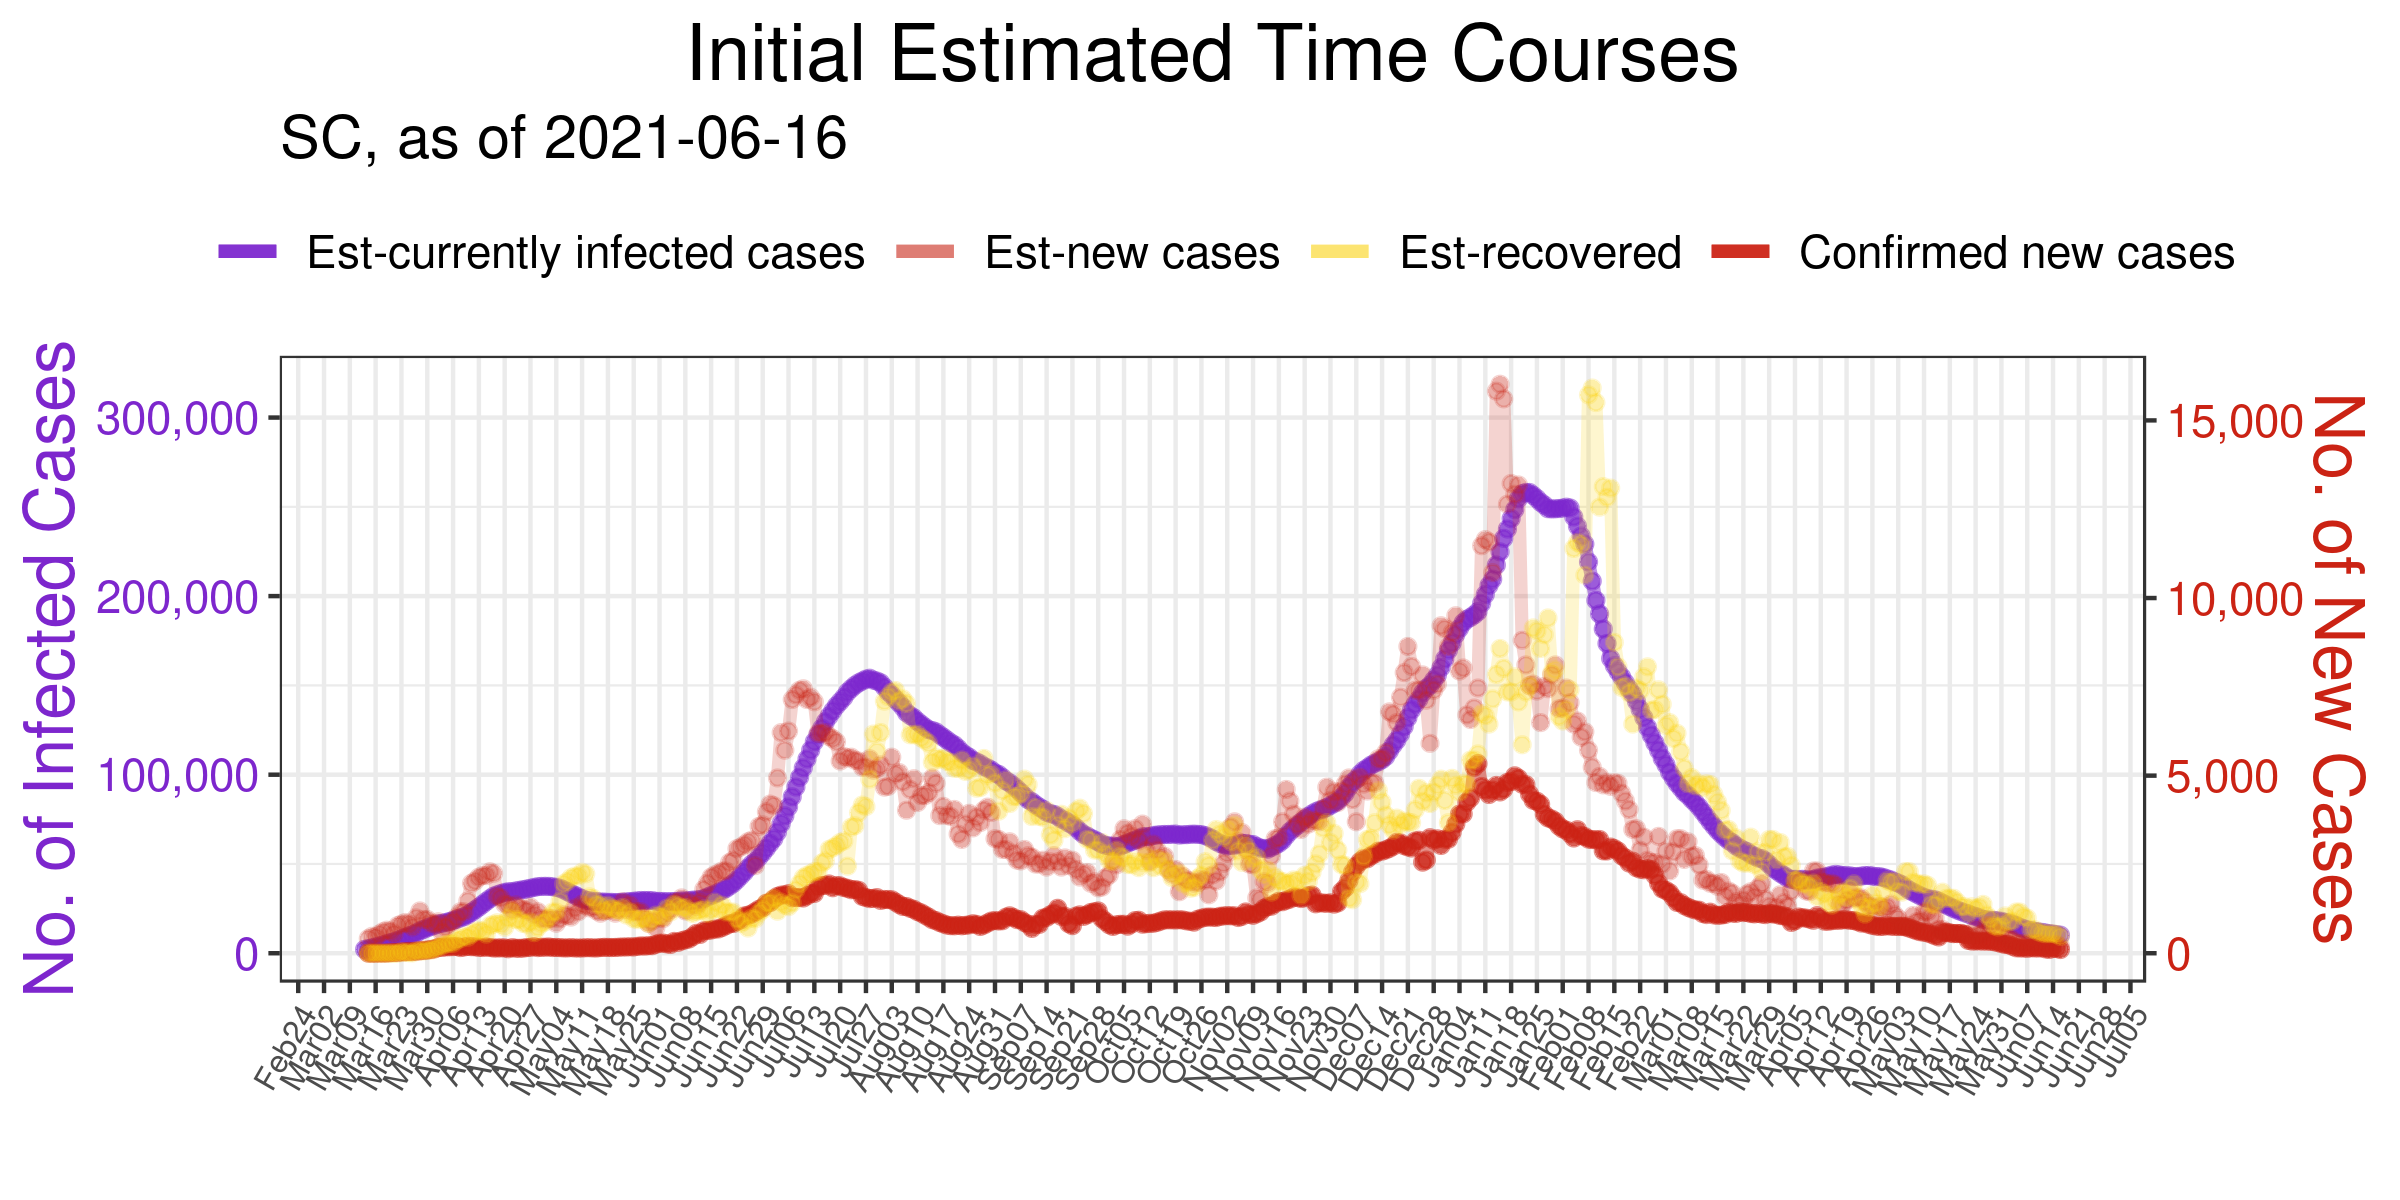 Initial Estimated Time Courses
SC, as of 2021-06-16
Est-currently infected cases
Est-new cases
Est-recovered
Confirmed new cases
No. of Infected Cases
300,000
200,000
100,000
0
15,000
10,000
5,000
0
No. of New Cases
Feb24
Mar02
Mar09
Mar16
Mar23
Mar30
Apr06
Apr13
Apr20
Apr27
May04
May11
May18
May25
Jun01
Jun08
Jun15
Jun22
Jun29
Jul06
Jul13
Jul20
Jul27
Aug03
Aug10
Aug17
Aug24
Aug31
Sep07
Sep14
Sep21
Sep28
Oct05
Oct12
Oct19
Oct26
Nov02
Nov09
Nov16
Nov23
Nov30
Dec07
Dec14
Dec21
Dec28
Jan04
Jan11
Jan18
Jan25
Feb01
Feb08
Feb15
Feb22
Mar01
Mar08
Mar15
Mar22
Mar29
Apr05
Apr12
Apr19
Apr26
May03
May10
May17
May24
May31
Jun07
Jun14
Jun21
Jun28
Jul05